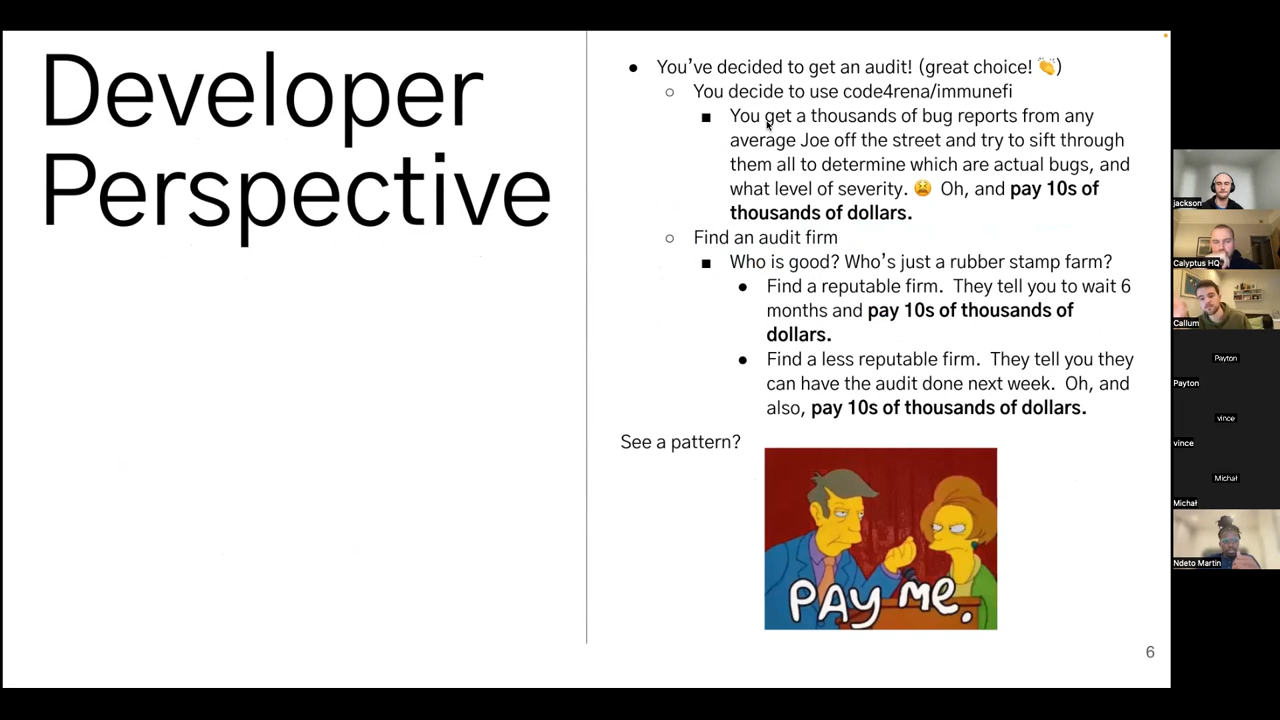 Developer
Perspective
● You've decided to get an audit! (great choice! 👏)
○ You decide to use code4rena/immunefi
■ You get a thousands of bug reports from any
average Joe off the street and try to sift through
them all to determine which are actual bugs, and
what level of severity. 😫 Oh, and pay 10s of
thousands of dollars.
○ Find an audit firm
■ Who is good? Who's just a rubber stamp farm?
● Find a reputable firm. They tell you to wait 6
months and pay 10s of thousands of
dollars.
● Find a less reputable firm. They tell you they
can have the audit done next week. Oh, and
also, pay 10s of thousands of dollars.
See a pattern?
PAY ME.
6
jackson
Calyptus HQ
Callum
Payton
Payton
vince
vince
Michał
Michał
Ndeto Martin